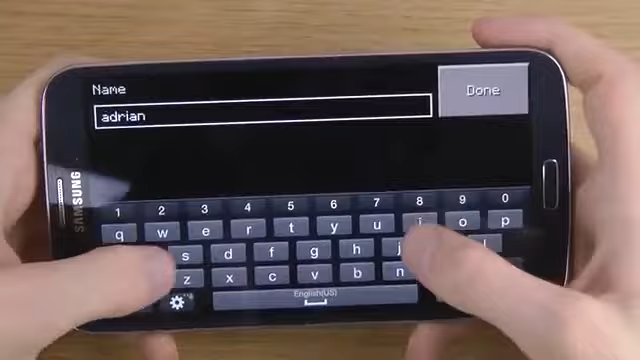 Name
Done
adrian
SAMSUNG
1 2 3 4 5 6 7 8 9 0
q w e r t y u i o p
s d f g h j l
z x c v b n
English(US)